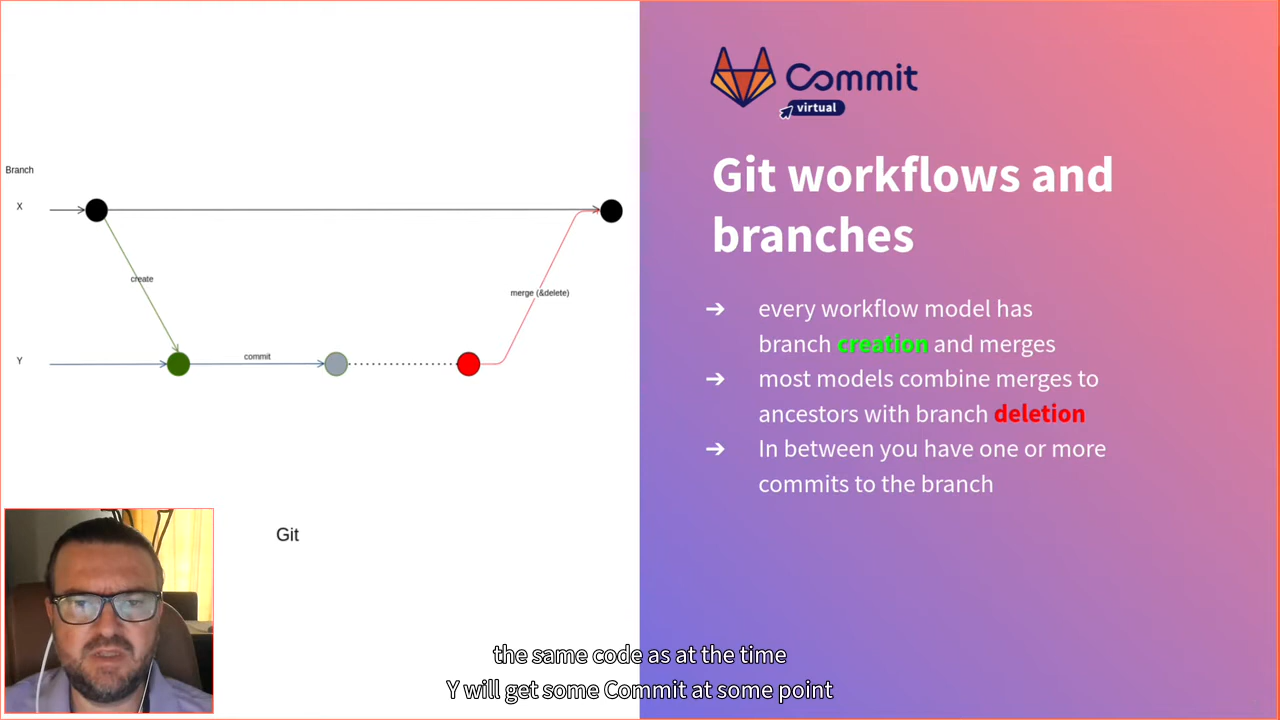 Commit
virtual
Git workflows and
branches
➔ every workflow model has
branch creation and merges
➔ most models combine merges to
ancestors with branch deletion
➔ In between you have one or more
commits to the branch
Branch
X
create
merge (&delete)
Y
commit
Git
the same code as at the time
Y will get some Commit at some point